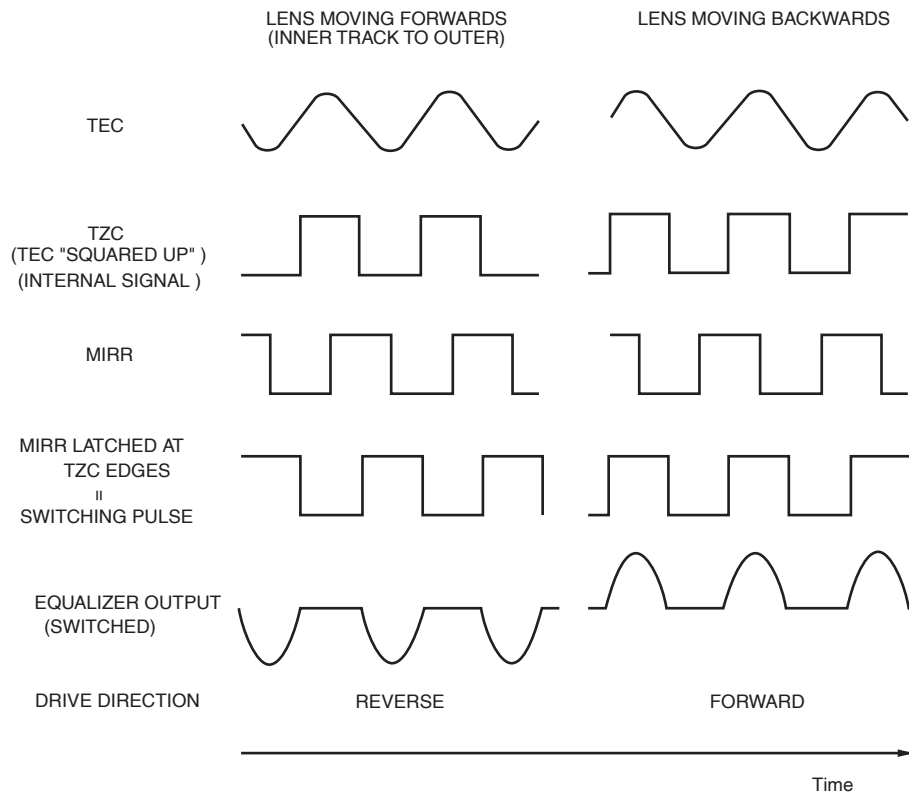 LENS MOVING FORWARDS
(INNER TRACK TO OUTER)
LENS MOVING BACKWARDS
TEC
TZC
(TEC "SQUARED UP" )
(INTERNAL SIGNAL )
MIRR
MIRR LATCHED AT
TZC EDGES
=
SWITCHING PULSE
EQUALIZER OUTPUT
(SWITCHED)
DRIVE DIRECTION
REVERSE
FORWARD
Time